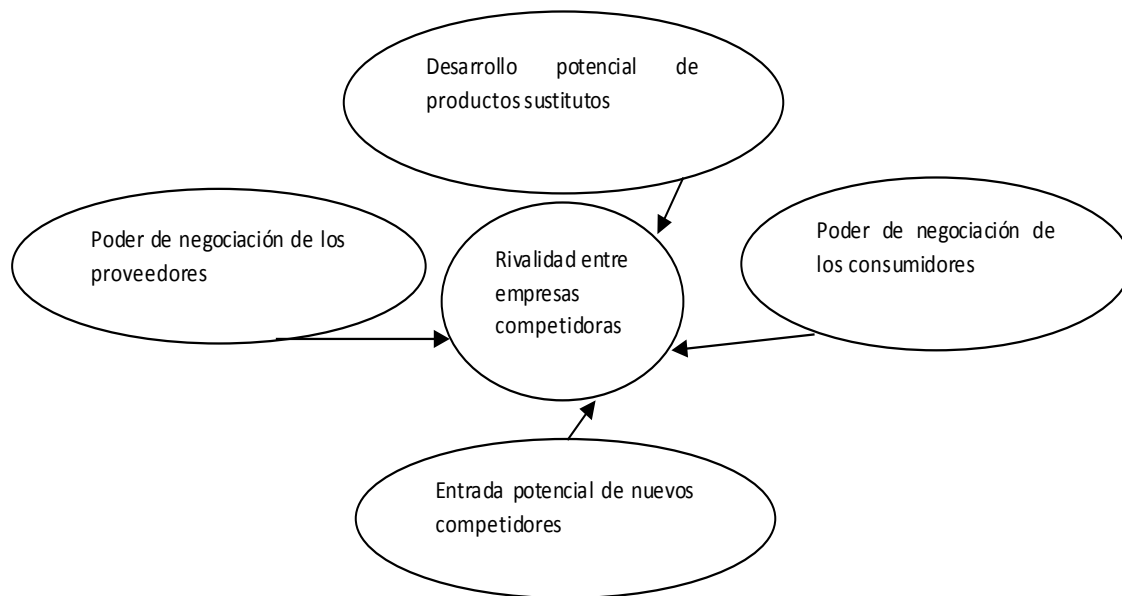 Desarrollo potencial de
productos sustitutos
Poder de negociación de los
proveedores
Rivalidad entre
empresas
competidoras
Poder de negociación de
los consumidores
Entrada potencial de nuevos
competidores